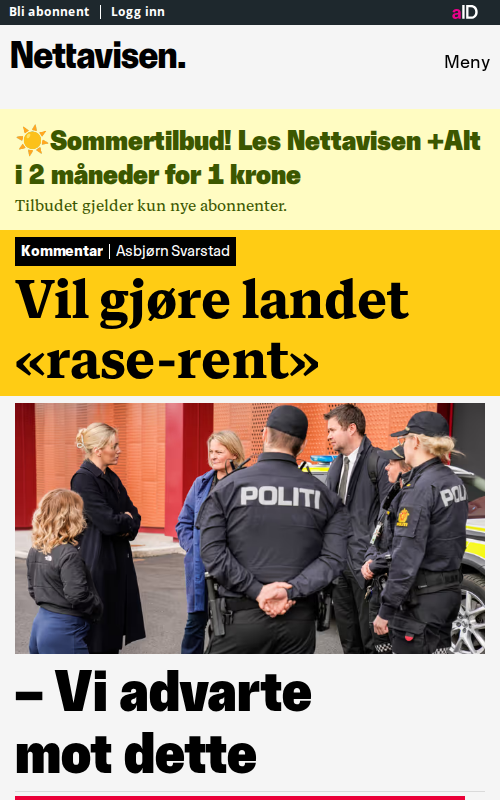 Bli abonnent | Logg inn
aID
Nettavisen.
Meny
☀️Sommertilbud! Les Nettavisen +Alt
i 2 måneder for 1 krone
Tilbudet gjelder kun nye abonnenter.
Kommentar | Asbjørn Svarstad
Vil gjøre landet
«rase-rent»
POLITI
POLI
– Vi advarte
mot dette